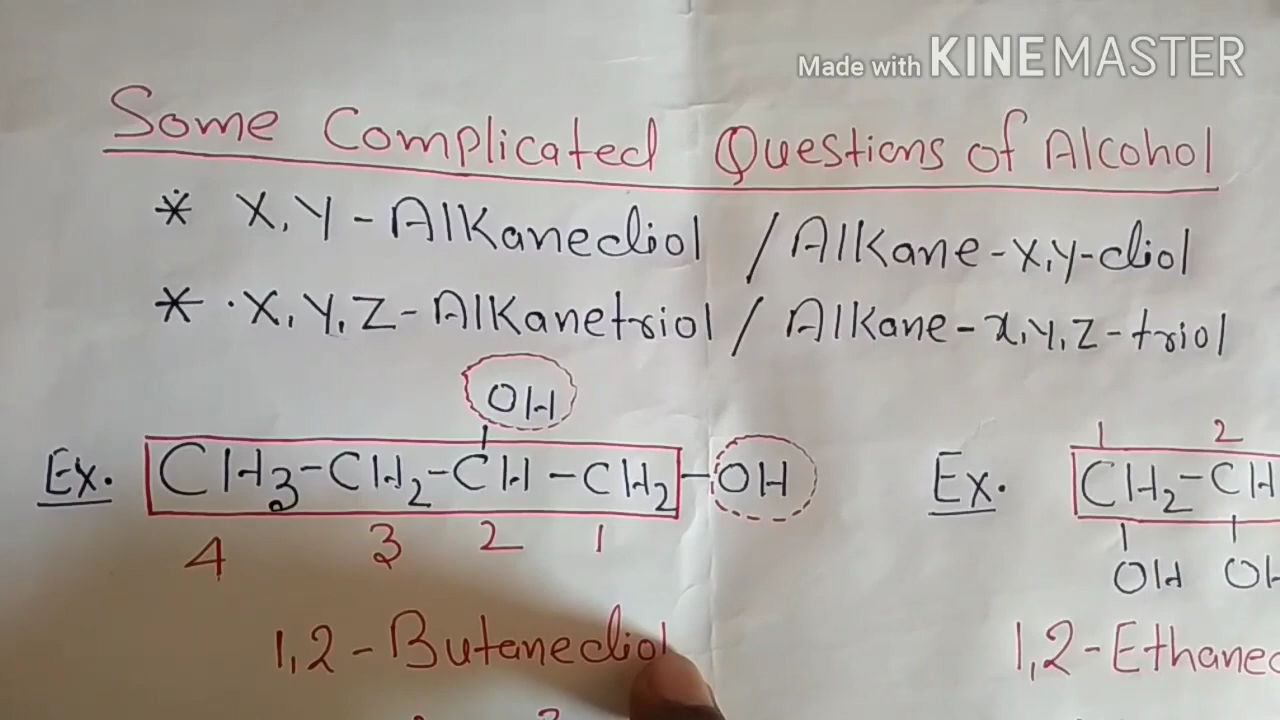 Made with KINEMASTER
Some Complicated Questions of Alcohol
* X,Y-Alkanediol / Alkane-x,y-diol
* .X,Y,Z-Alkanetriol / Alkane-x,y,z-triol
OH
Ex. CH3-CH2-CH-CH2-OH
4 3 2 1
1,2-Butanediol
1 2
Ex. CH2-CH
OH
1,2-Ethane